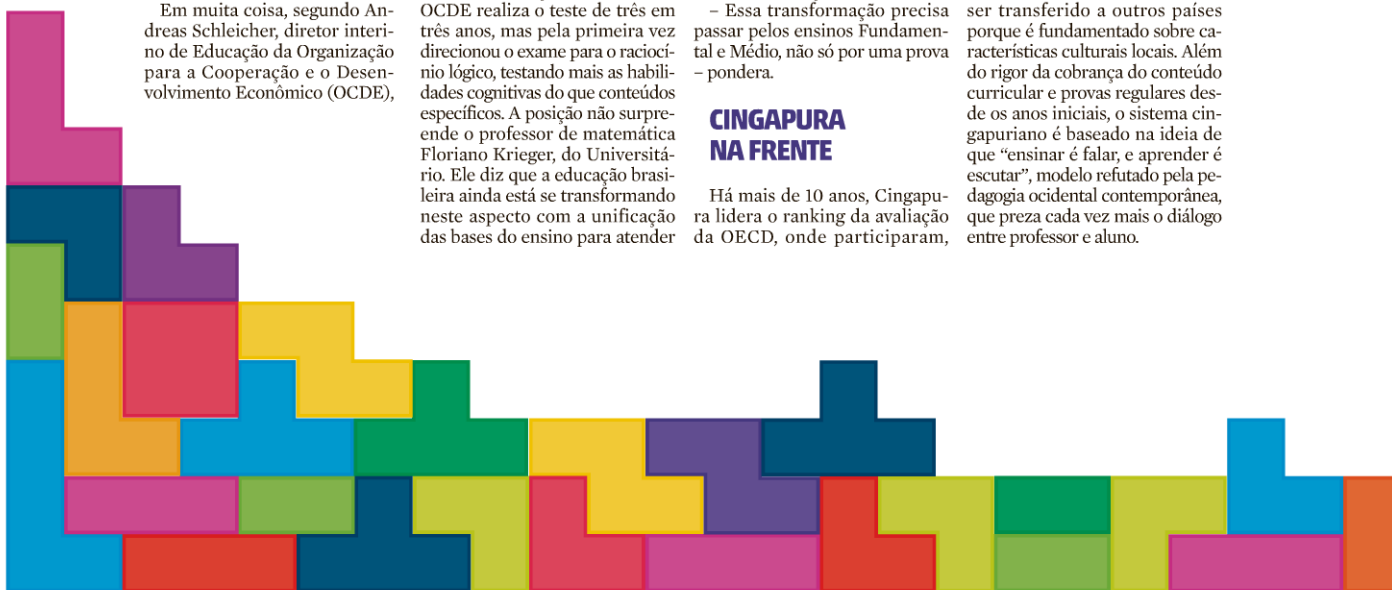 Em muita coisa, segundo An-
dreas Schleicher, diretor interi-
no de Educação da Organização
para a Cooperação e o Desen-
volvimento Econômico (OCDE),
OCDE realiza o teste de três em
três anos, mas pela primeira vez
direcionou o exame para o raciocí-
nio lógico, testando mais as habili-
dades cognitivas do que conteúdos
específicos. A posição não surpre-
ende o professor de matemática
Floriano Krieger, do Universitá-
rio. Ele diz que a educação brasi-
leira ainda está se transformando
neste aspecto com a unificação
das bases do ensino para atender
– Essa transformação precisa
passar pelos ensinos Fundamen-
tal e Médio, não só por uma prova
– pondera.
CINGAPURA
NA FRENTE
Há mais de 10 anos, Cingapu-
ra lidera o ranking da avaliação
da OECD, onde participaram,
ser transferido a outros países
porque é fundamentado sobre ca-
racterísticas culturais locais. Além
do rigor da cobrança do conteúdo
curricular e provas regulares des-
de os anos iniciais, o sistema cin-
gapuriano é baseado na ideia de
que “ensinar é falar, e aprender é
escutar”, modelo refutado pela pe-
dagogia ocidental contemporânea,
que preza cada vez mais o diálogo
entre professor e aluno.